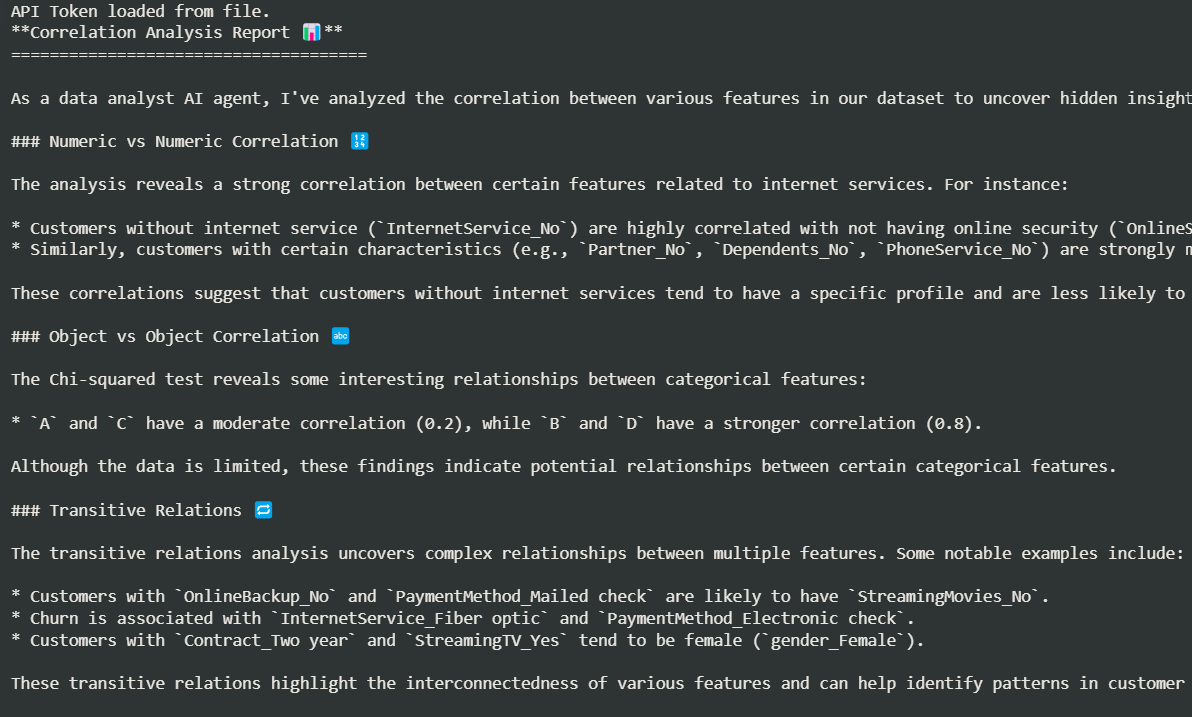 API Token loaded from file.
**Correlation Analysis Report 📊**
=====================================
As a data analyst AI agent, I've analyzed the correlation between various features in our dataset to uncover hidden insight
### Numeric vs Numeric Correlation 🔢
The analysis reveals a strong correlation between certain features related to internet services. For instance:
* Customers without internet service (`InternetService_No`) are highly correlated with not having online security (`OnlineS
* Similarly, customers with certain characteristics (e.g., `Partner_No`, `Dependents_No`, `PhoneService_No`) are strongly n
These correlations suggest that customers without internet services tend to have a specific profile and are less likely to
### Object vs Object Correlation 🔤
The Chi-squared test reveals some interesting relationships between categorical features:
* `A` and `C` have a moderate correlation (0.2), while `B` and `D` have a stronger correlation (0.8).
Although the data is limited, these findings indicate potential relationships between certain categorical features.
### Transitive Relations 🔁
The transitive relations analysis uncovers complex relationships between multiple features. Some notable examples include:
* Customers with `OnlineBackup_No` and `PaymentMethod_Mailed check` are likely to have `StreamingMovies_No`.
* Churn is associated with `InternetService_Fiber optic` and `PaymentMethod_Electronic check`.
* Customers with `Contract_Two year` and `StreamingTV_Yes` tend to be female (`gender_Female`).
These transitive relations highlight the interconnectedness of various features and can help identify patterns in customer